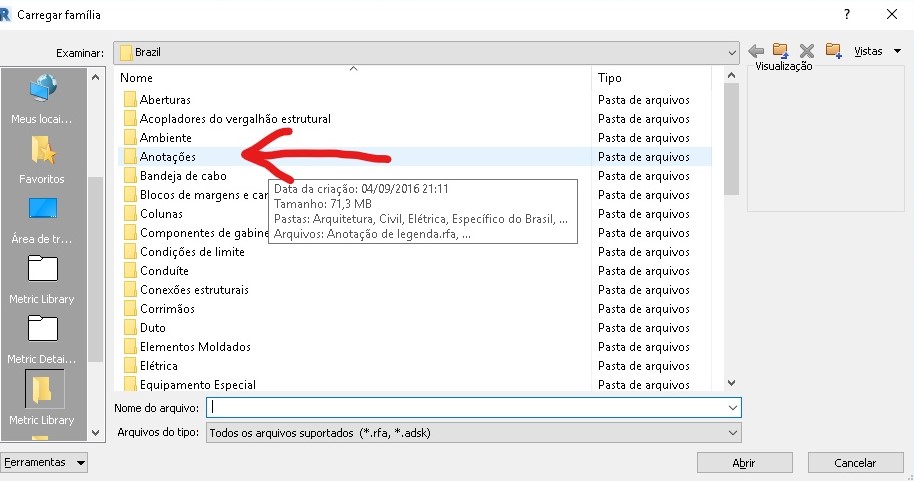 Carregar família
Examinar: Brazil
Vistas
Visualização
Nome Tipo
Aberturas Pasta de arquivos
Acopladores do vergalhão estrutural Pasta de arquivos
Ambiente Pasta de arquivos
Anotações Pasta de arquivos
Bandeja de cabo Pasta de arquivos
Blocos de margens e car Pasta de arquivos
Colunas Pasta de arquivos
Componentes de gabine Pasta de arquivos
Condições de limite Pasta de arquivos
Conduíte Pasta de arquivos
Conexões estruturais Pasta de arquivos
Corrimãos Pasta de arquivos
Duto Pasta de arquivos
Elementos Moldados Pasta de arquivos
Elétrica Pasta de arquivos
Equipamento Especial Pasta de arquivos
Data da criação: 04/09/2016 21:11
Tamanho: 71,3 MB
Pastas: Arquitetura, Civil, Elétrica, Específico do Brasil, ...
Arquivos: Anotação de legenda.rfa, ...
Meus locai...
Favoritos
Área de tr...
Metric Library
Metric Detai...
Metric Library
Nome do arquivo:
Arquivos do tipo: Todos os arquivos suportados (*.rfa, *.adsk)
Ferramentas Abrir Cancelar